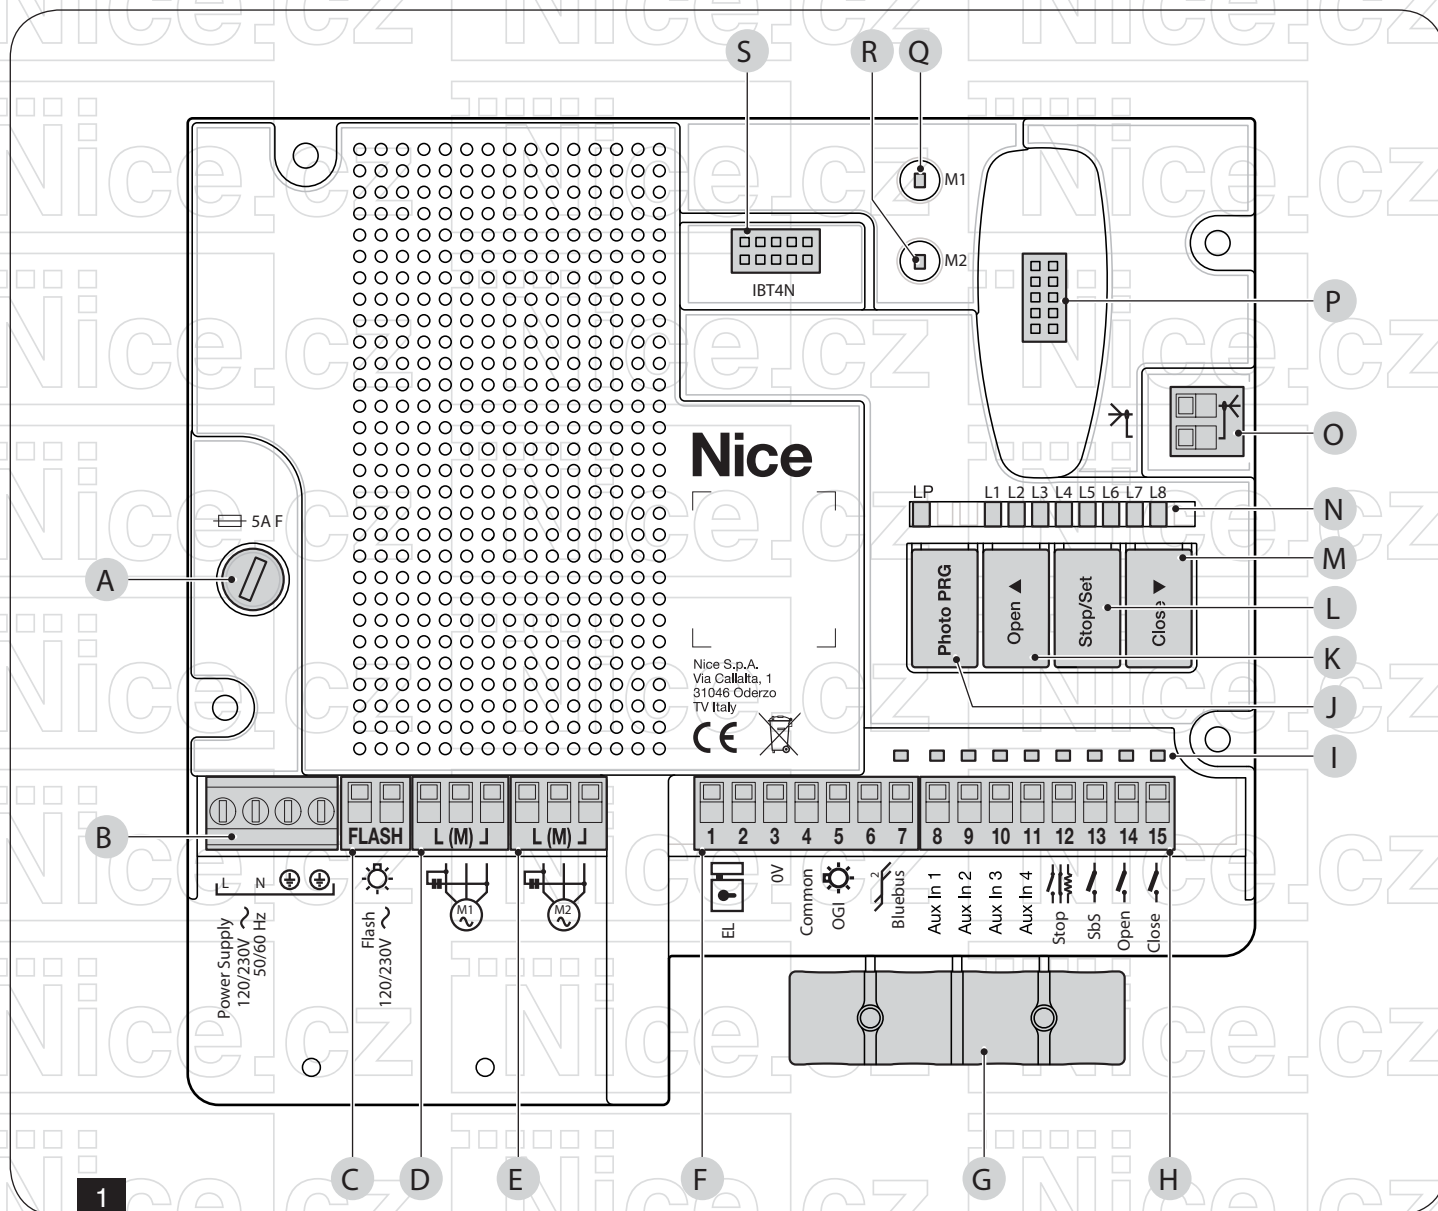 S
R
Q
M1
M2
IBT4N
P
O
Nice
LP
L1 L2 L3 L4 L5 L6 L7 L8
N
5A F
A
M
Photo PRG
Open ▲
Stop/Set
Close ▼
L
K
J
I
Nice S.p.A.
Via Callalta, 1
31046 Oderzo
TV Italy
CE
B
FLASH
L (M) ⅃
L (M) ⅃
1 2 3 4 5 6 7 8 9 10 11 12 13 14 15
L N
Power Supply
120/230V ~
50/60 Hz
Flash
120/230V ~
M1
~
M2
~
EL
0V
Common
OGI
2
Bluebus
Aux In 1
Aux In 2
Aux In 3
Aux In 4
Stop
SbS
Open
Close
C
D
E
F
G
H
1
Nice.cz